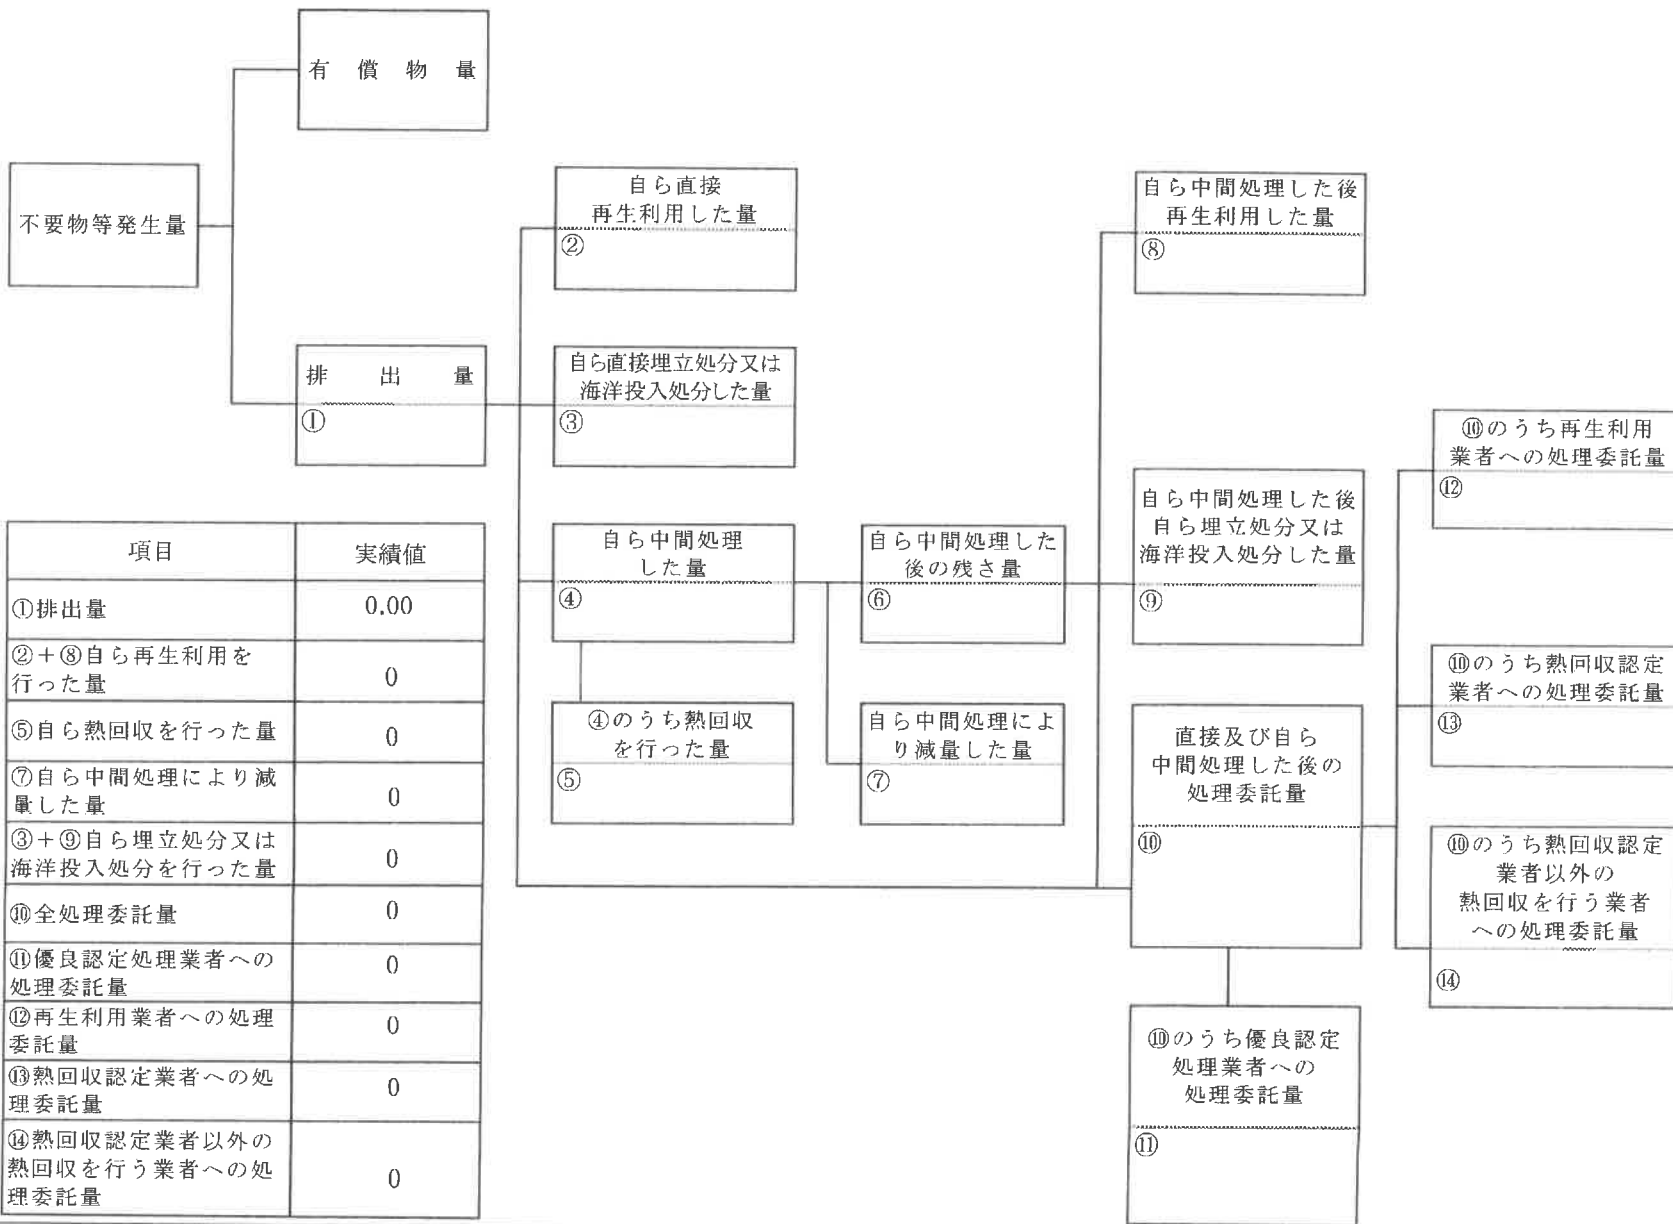 有償物量
不要物等発生量
排出量
①
自ら直接
再生利用した量
②
自ら直接埋立処分又は
海洋投入処分した量
③
自ら中間処理
した量
④
④のうち熱回収
を行った量
⑤
自ら中間処理した
後の残さ量
⑥
自ら中間処理によ
り減量した量
⑦
自ら中間処理した後
再生利用した量
⑧
自ら中間処理した後
自ら埋立処分又は
海洋投入処分した量
⑨
直接及び自ら
中間処理した後の
処理委託量
⑩
⑩のうち優良認定
処理業者への
処理委託量
⑪
⑩のうち再生利用
業者への処理委託量
⑫
⑩のうち熱回収認定
業者への処理委託量
⑬
⑩のうち熱回収認定
業者以外の
熱回収を行う業者
への処理委託量
⑭
項目 実績値
①排出量 0.00
②+⑧自ら再生利用を
行った量 0
⑤自ら熱回収を行った量 0
⑦自ら中間処理により減
量した量 0
③+⑨自ら埋立処分又は
海洋投入処分を行った量 0
⑩全処理委託量 0
⑪優良認定処理業者への
処理委託量 0
⑫再生利用業者への処理
委託量 0
⑬熱回収認定業者への処
理委託量 0
⑭熱回収認定業者以外の
熱回収を行う業者への処
理委託量 0